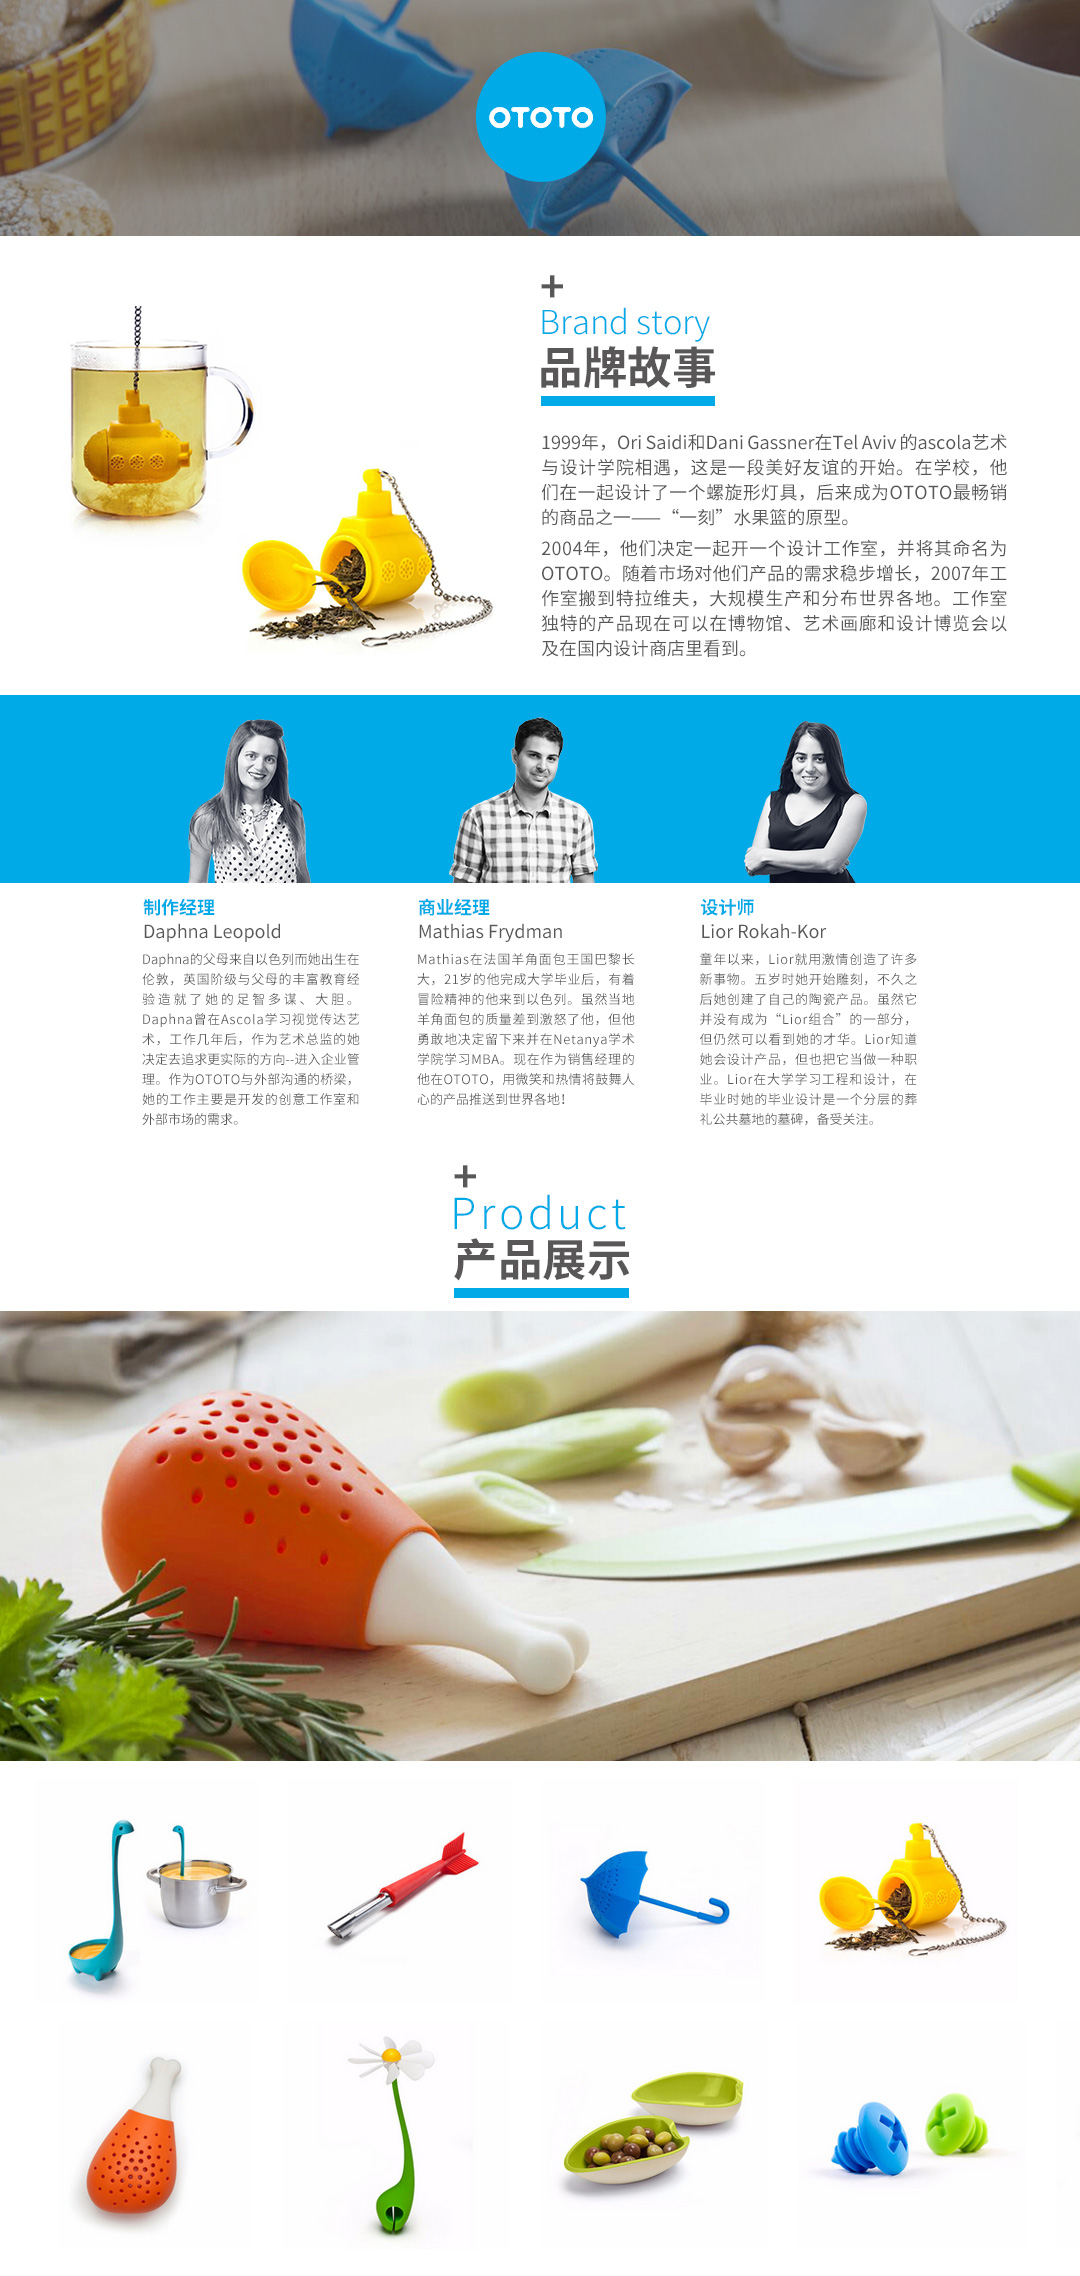 OTOTO
+
Brand story
品牌故事
1999年，Ori Saidi和Dani Gassner在Tel Aviv 的ascola艺术
与设计学院相遇，这是一段美好友谊的开始。在学校，他
们在一起设计了一个螺旋形灯具，后来成为OTOTO最畅销
的商品之一——“一刻”水果篮的原型。
2004年，他们决定一起开一个设计工作室，并将其命名为
OTOTO。随着市场对他们产品的需求稳步增长，2007年工
作室搬到特拉维夫，大规模生产和分布世界各地。工作室
独特的产品现在可以在博物馆、艺术画廊和设计博览会以
及在国内设计商店里看到。
制作经理
Daphna Leopold
Daphna的父母来自以色列而她出生在
伦敦，英国阶级与父母的丰富教育经
验造就了她的足智多谋、大胆。
Daphna曾在Ascola学习视觉传达艺
术，工作几年后，作为艺术总监的她
决定去追求更实际的方向--进入企业管
理。作为OTOTO与外部沟通的桥梁，
她的工作主要是开发的创意工作室和
外部市场的需求。
商业经理
Mathias Frydman
Mathias在法国羊角面包王国巴黎长
大，21岁的他完成大学毕业后，有着
冒险精神的他来到以色列。虽然当地
羊角面包的质量差到激怒了他，但他
勇敢地决定留下来并在Netanya学术
学院学习MBA。现在作为销售经理的
他在OTOTO，用微笑和热情将鼓舞人
心的产品推送到世界各地！
设计师
Lior Rokah-Kor
童年以来，Lior就用激情创造了许多
新事物。五岁时她开始雕刻，不久之
后她创建了自己的陶瓷产品。虽然它
并没有成为“Lior组合”的一部分，
但仍然可以看到她的才华。Lior知道
她会设计产品，但也把它当做一种职
业。Lior在大学学习工程和设计，在
毕业时她的毕业设计是一个分层的葬
礼公共墓地的墓碑，备受关注。
+
Product
产品展示